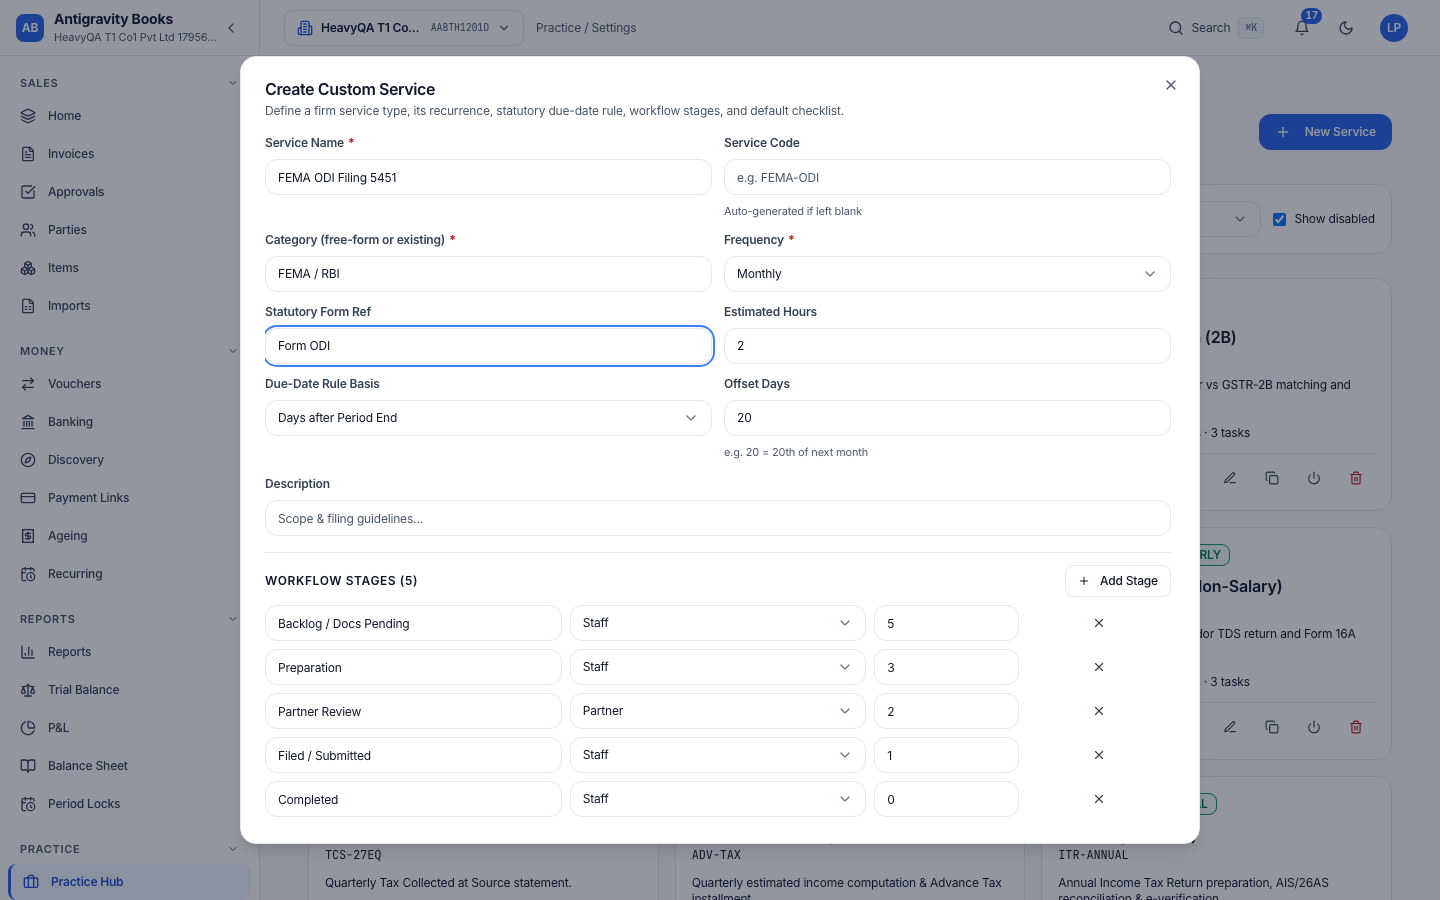 AB
Antigravity Books
HeavyQA T1 Co1 Pvt Ltd 17956...
HeavyQA T1 Co...
AABTH1201D
Practice / Settings
Search
⌘K
17
LP
SALES
Home
Invoices
Approvals
Parties
Items
Imports
MONEY
Vouchers
Banking
Discovery
Payment Links
Ageing
Recurring
REPORTS
Reports
Trial Balance
P&L
Balance Sheet
Period Locks
PRACTICE
Practice Hub
Create Custom Service
Define a firm service type, its recurrence, statutory due-date rule, workflow stages, and default checklist.
Service Name *
FEMA ODI Filing 5451
Service Code
e.g. FEMA-ODI
Auto-generated if left blank
Category (free-form or existing) *
FEMA / RBI
Frequency *
Monthly
Statutory Form Ref
Form ODI
Estimated Hours
2
Due-Date Rule Basis
Days after Period End
Offset Days
20
e.g. 20 = 20th of next month
Description
Scope & filing guidelines...
WORKFLOW STAGES (5)
Add Stage
Backlog / Docs Pending
Staff
5
Preparation
Staff
3
Partner Review
Partner
2
Filed / Submitted
Staff
1
Completed
Staff
0
New Service
Show disabled
(2B)
vs GSTR-2B matching and
· 3 tasks
RLY
on-Salary)
dor TDS return and Form 16A
· 3 tasks
TCS-27EQ
Quarterly Tax Collected at Source statement.
ADV-TAX
Quarterly estimated income computation & Advance Tax
installment
ITR-ANNUAL
Annual Income Tax Return preparation, AIS/26AS
reconciliation & e-verification